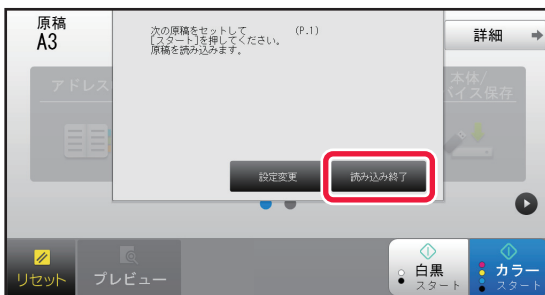 原稿
A3
次の原稿をセットして (P.1)
[スタート]を押してください。
原稿を読み込みます。
詳細
アドレス
本体/
バイス保存
設定変更
読み込み終了
リセット
プレビュー
白黒
スタート
カラー
スタート